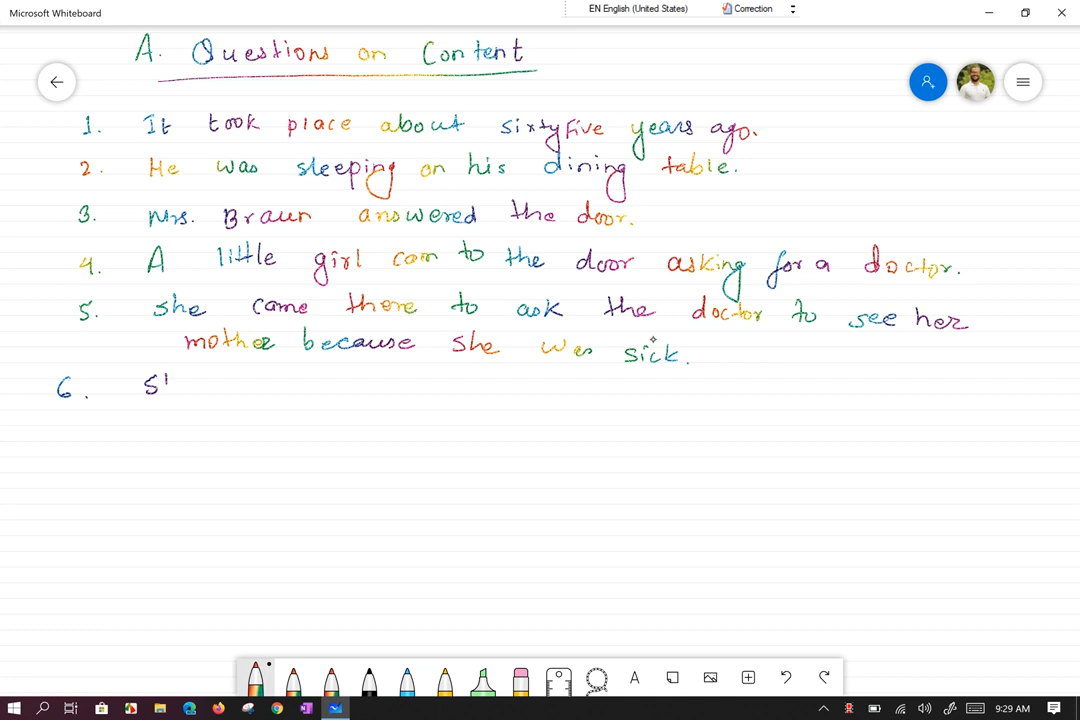 Microsoft Whiteboard
EN English (United States) Correction
A. Questions on Content
1. It took place about sixtyfive years ago.
2. He was sleeping on his dining table.
3. Mrs. Braun answered the door.
4. A little girl cam to the door asking for a doctor.
5. she came there to ask the doctor to see her
mother because she was sick.
6. S
A
9:29 AM